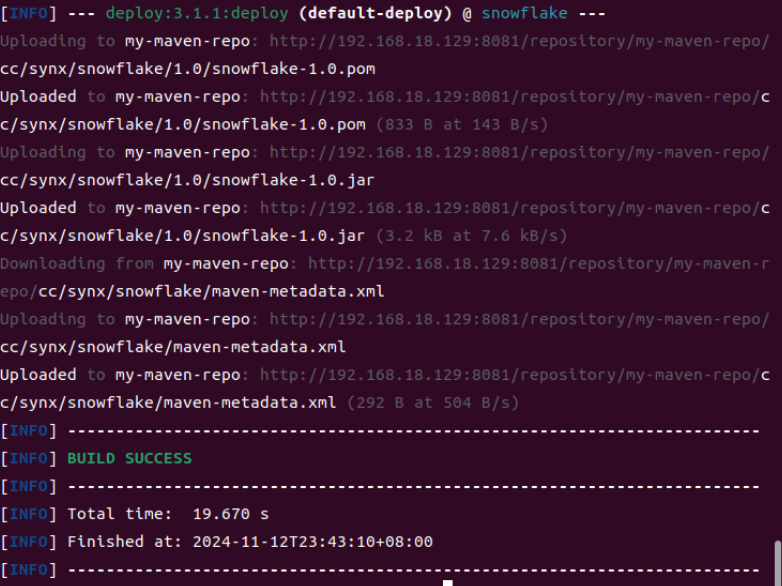 [INFO] --- deploy:3.1.1:deploy (default-deploy) @ snowflake ---
Uploading to my-maven-repo: http://192.168.18.129:8081/repository/my-maven-repo/
cc/synx/snowflake/1.0/snowflake-1.0.pom
Uploaded to my-maven-repo: http://192.168.18.129:8081/repository/my-maven-repo/c
c/synx/snowflake/1.0/snowflake-1.0.pom (833 B at 143 B/s)
Uploading to my-maven-repo: http://192.168.18.129:8081/repository/my-maven-repo/
cc/synx/snowflake/1.0/snowflake-1.0.jar
Uploaded to my-maven-repo: http://192.168.18.129:8081/repository/my-maven-repo/c
c/synx/snowflake/1.0/snowflake-1.0.jar (3.2 kB at 7.6 kB/s)
Downloading from my-maven-repo: http://192.168.18.129:8081/repository/my-maven-r
epo/cc/synx/snowflake/maven-metadata.xml
Uploading to my-maven-repo: http://192.168.18.129:8081/repository/my-maven-repo/
cc/synx/snowflake/maven-metadata.xml
Uploaded to my-maven-repo: http://192.168.18.129:8081/repository/my-maven-repo/c
c/synx/snowflake/maven-metadata.xml (292 B at 504 B/s)
[INFO] ------------------------------------------------------------------------
[INFO] BUILD SUCCESS
[INFO] ------------------------------------------------------------------------
[INFO] Total time:  19.670 s
[INFO] Finished at: 2024-11-12T23:43:10+08:00
[INFO] ------------------------------------------------------------------------